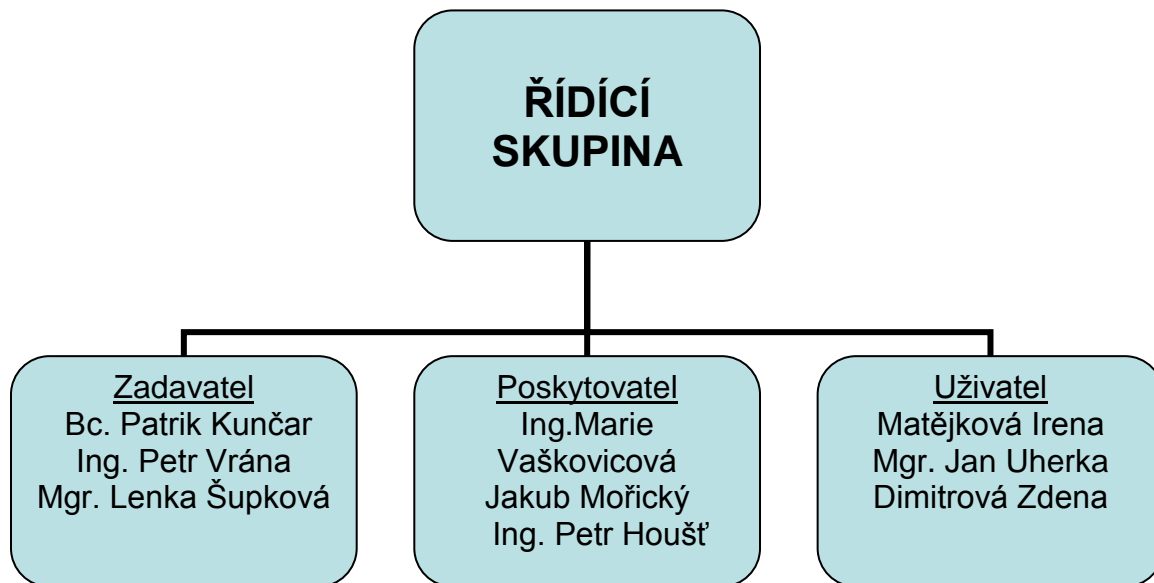 ŘÍDÍCÍ
SKUPINA
Zadavatel
Bc. Patrik Kunčar
Ing. Petr Vrána
Mgr. Lenka Šupková
Poskytovatel
Ing.Marie
Vaškovicová
Jakub Mořický
Ing. Petr Houšť
Uživatel
Matějková Irena
Mgr. Jan Uherka
Dimitrová Zdena